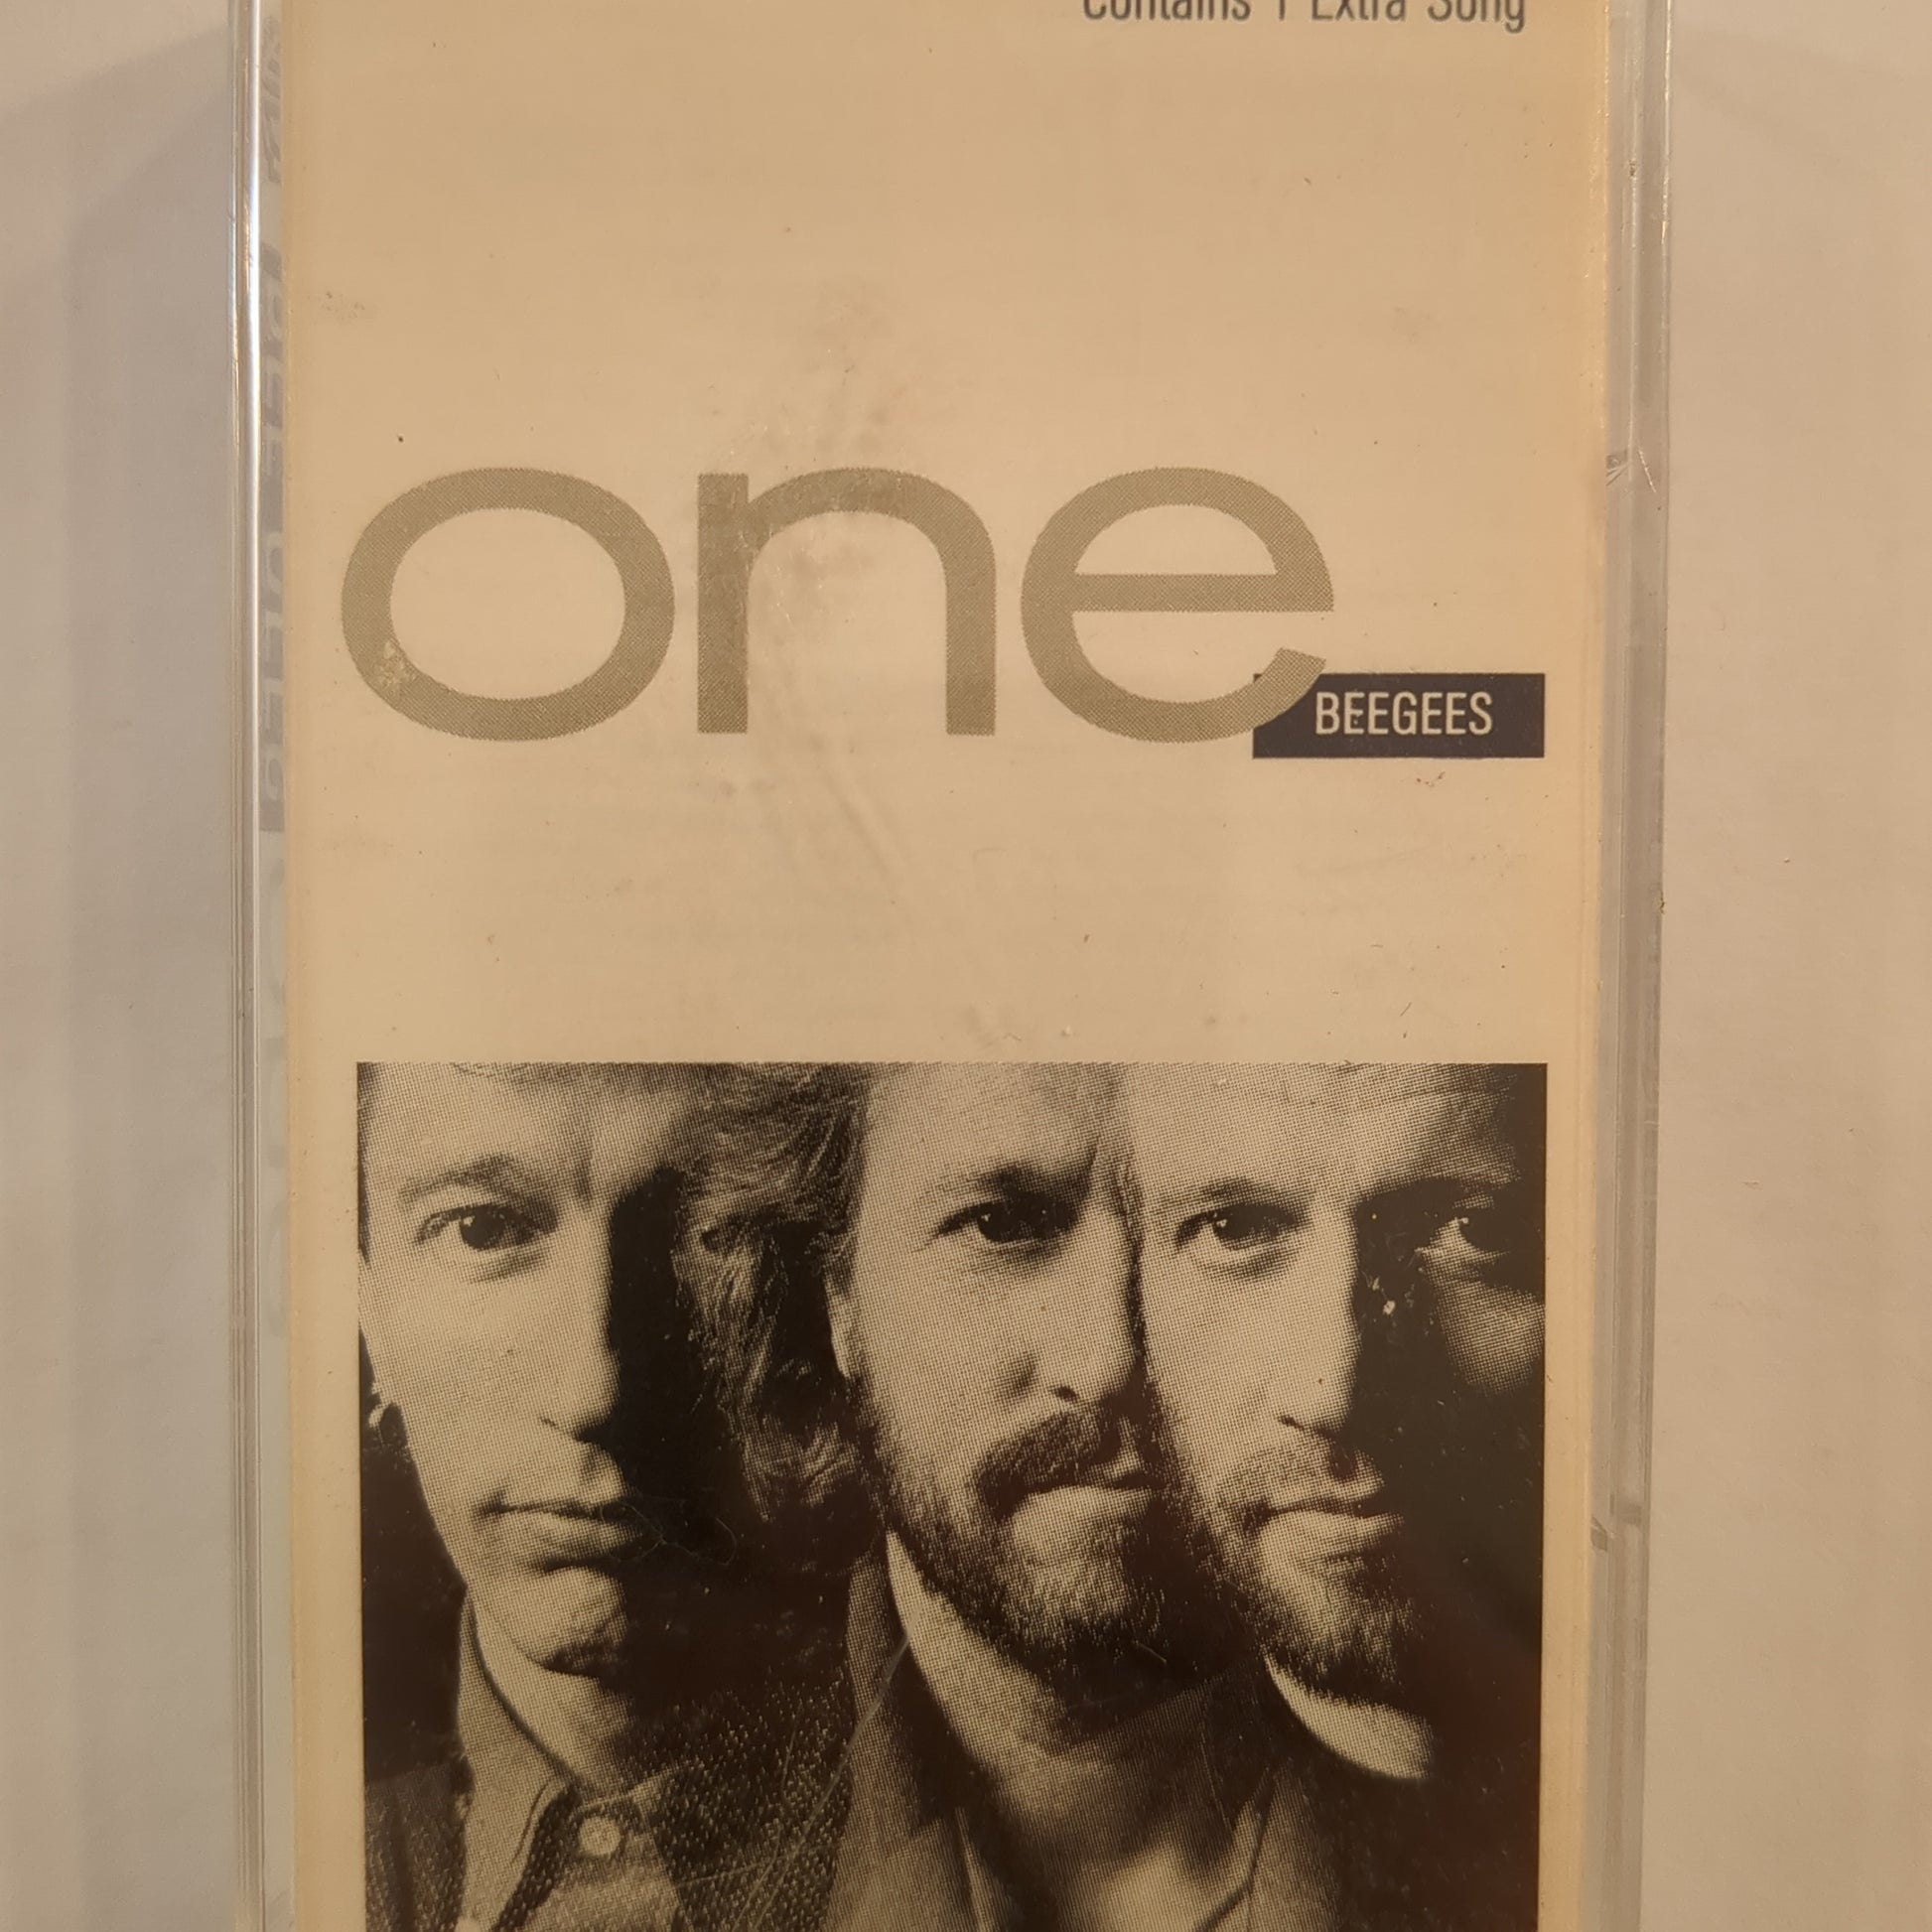 Contains 1 Extra Song
one
BEEGEES